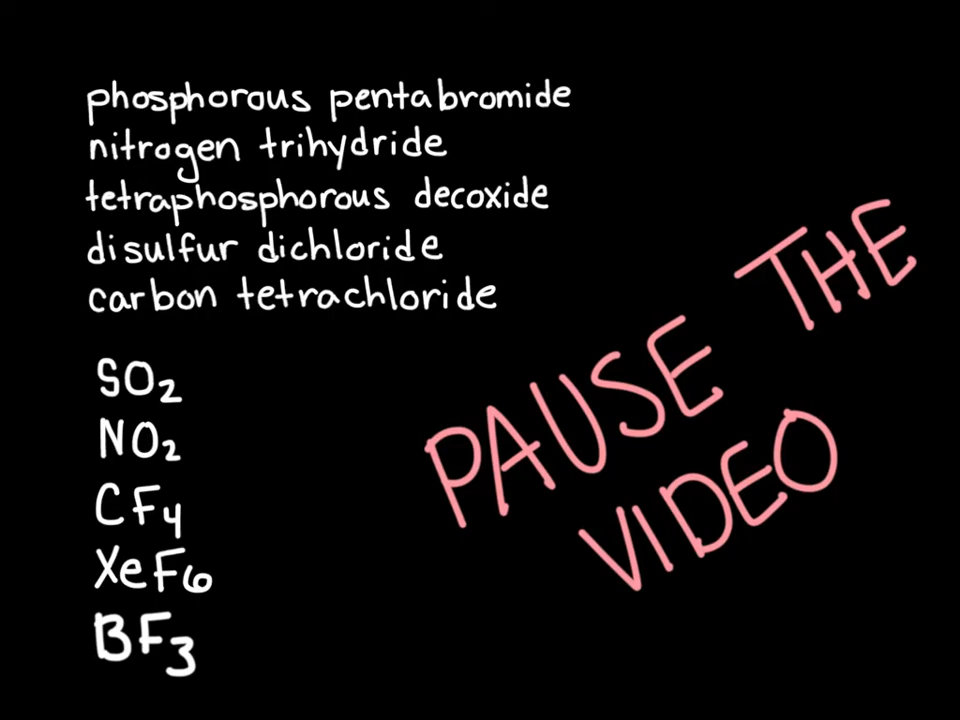 phosphorous pentabromide
nitrogen trihydride
tetraphosphorous decoxide
disulfur dichloride
carbon tetrachloride
SO₂
NO₂
CF₄
XeF₆
BF₃
PAUSE THE
VIDEO